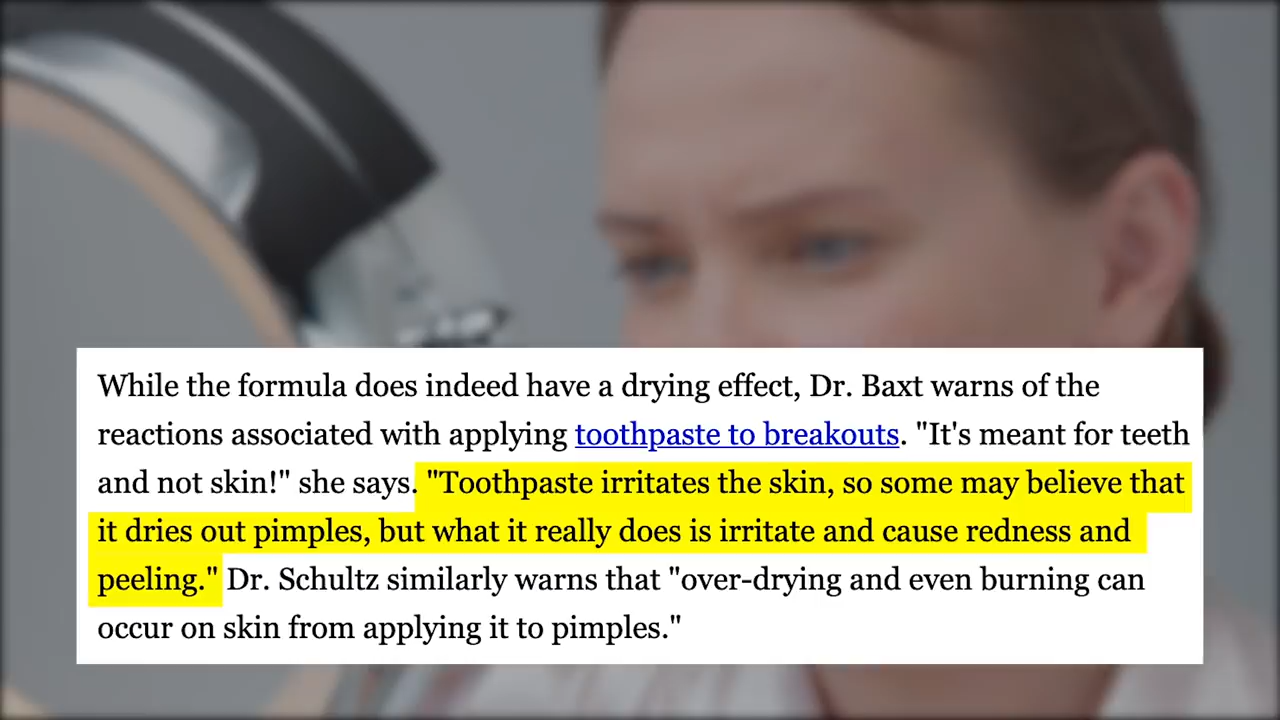 While the formula does indeed have a drying effect, Dr. Baxt warns of the
reactions associated with applying toothpaste to breakouts. "It's meant for teeth
and not skin!" she says. "Toothpaste irritates the skin, so some may believe that
it dries out pimples, but what it really does is irritate and cause redness and
peeling." Dr. Schultz similarly warns that "over-drying and even burning can
occur on skin from applying it to pimples."